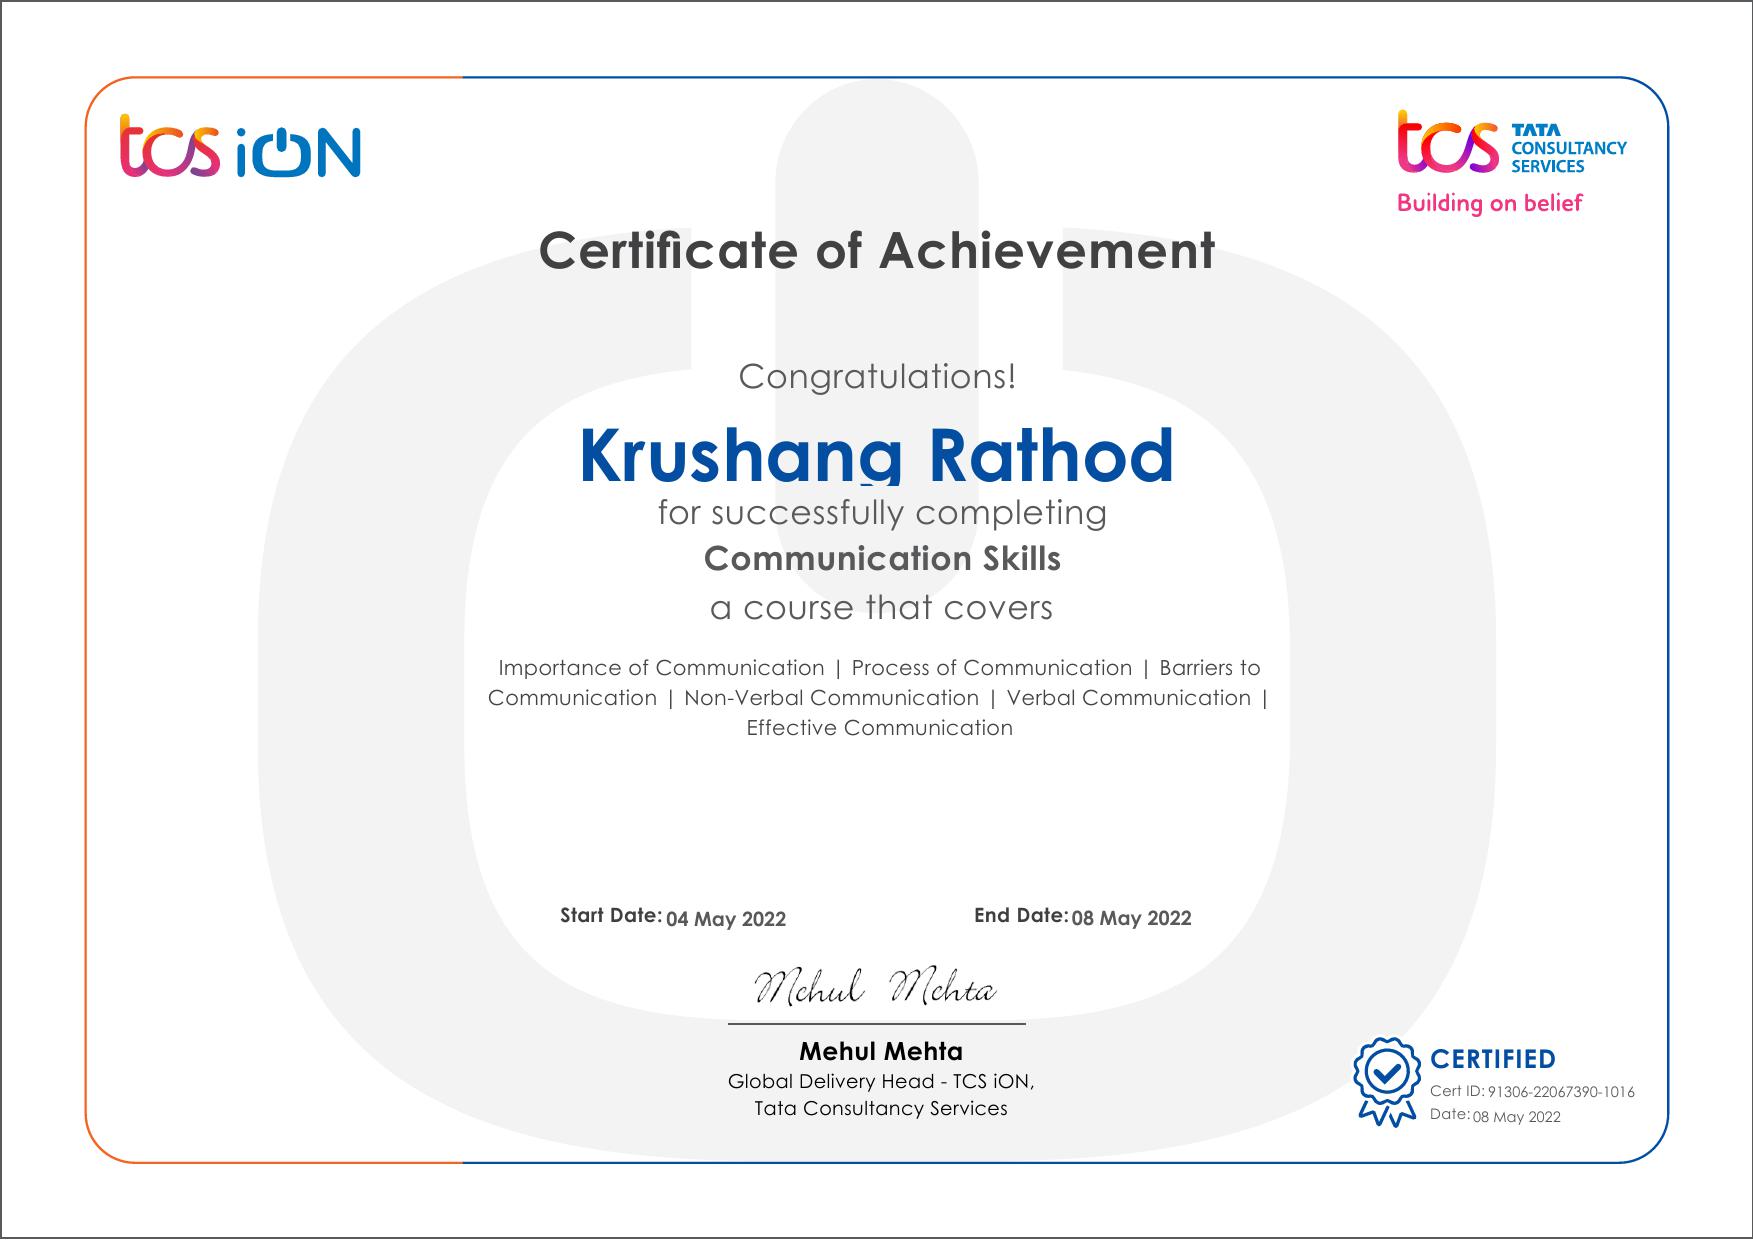 tcs iON
tcs TATA
CONSULTANCY
SERVICES
Building on belief
Certificate of Achievement
Congratulations!
Krushang Rathod
for successfully completing
Communication Skills
a course that covers
Importance of Communication | Process of Communication | Barriers to
Communication | Non-Verbal Communication | Verbal Communication |
Effective Communication
Start Date: 04 May 2022
End Date: 08 May 2022
Mehul Mehta
Mehul Mehta
Global Delivery Head - TCS iON,
Tata Consultancy Services
CERTIFIED
Cert ID: 91306-22067390-1016
Date: 08 May 2022